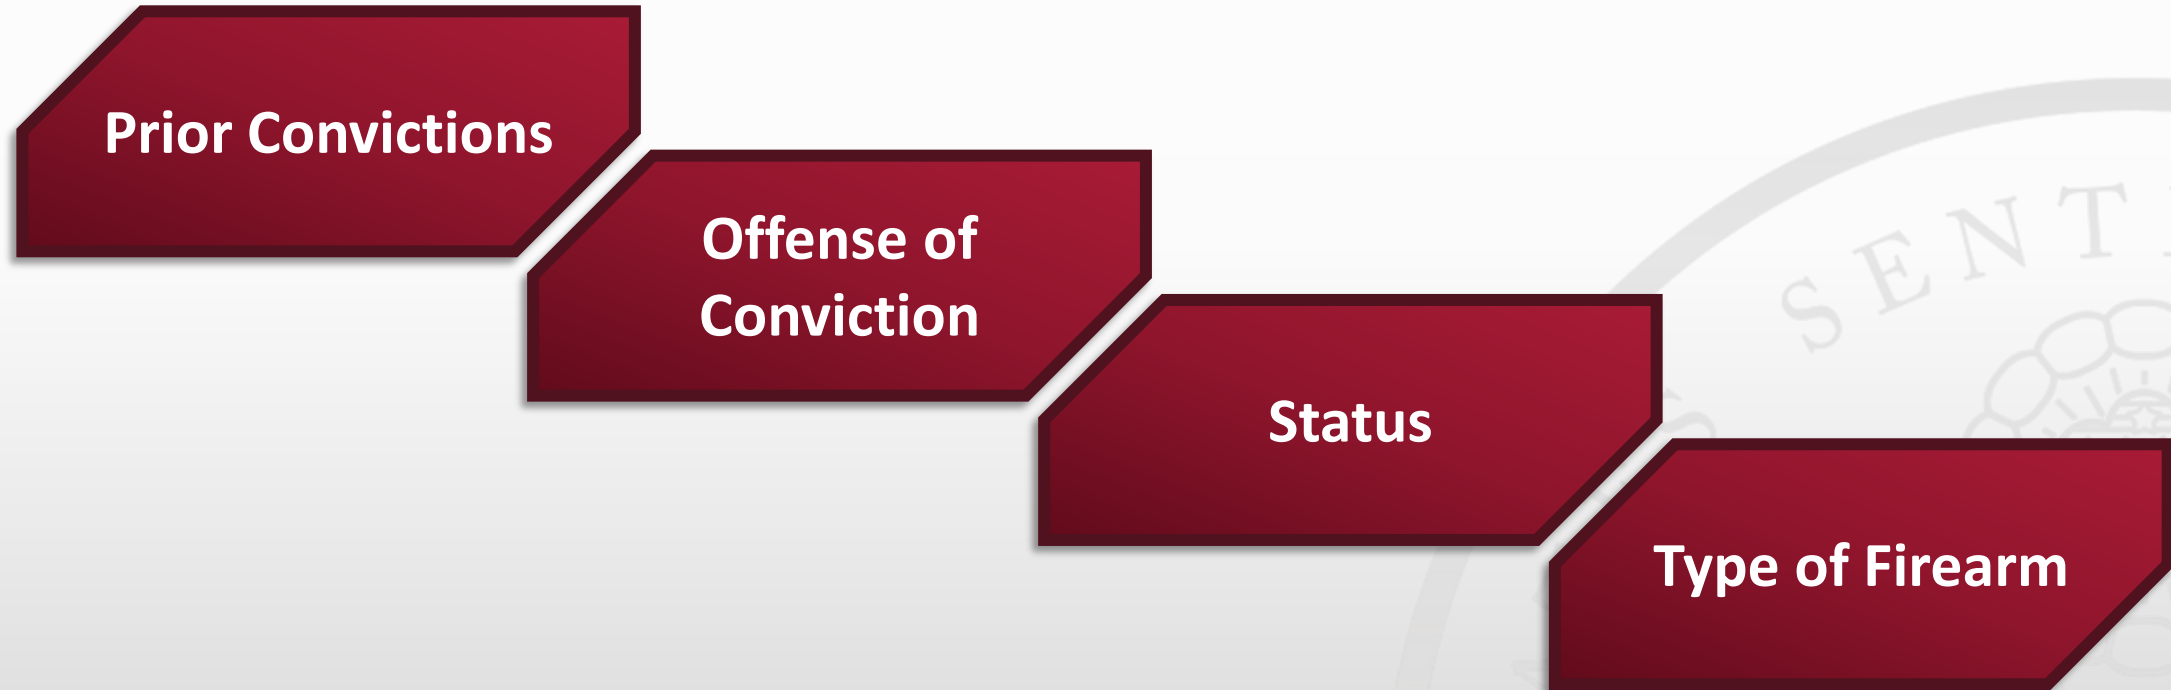 Prior Convictions
Offense of
Conviction
Status
Type of Firearm
S E N T